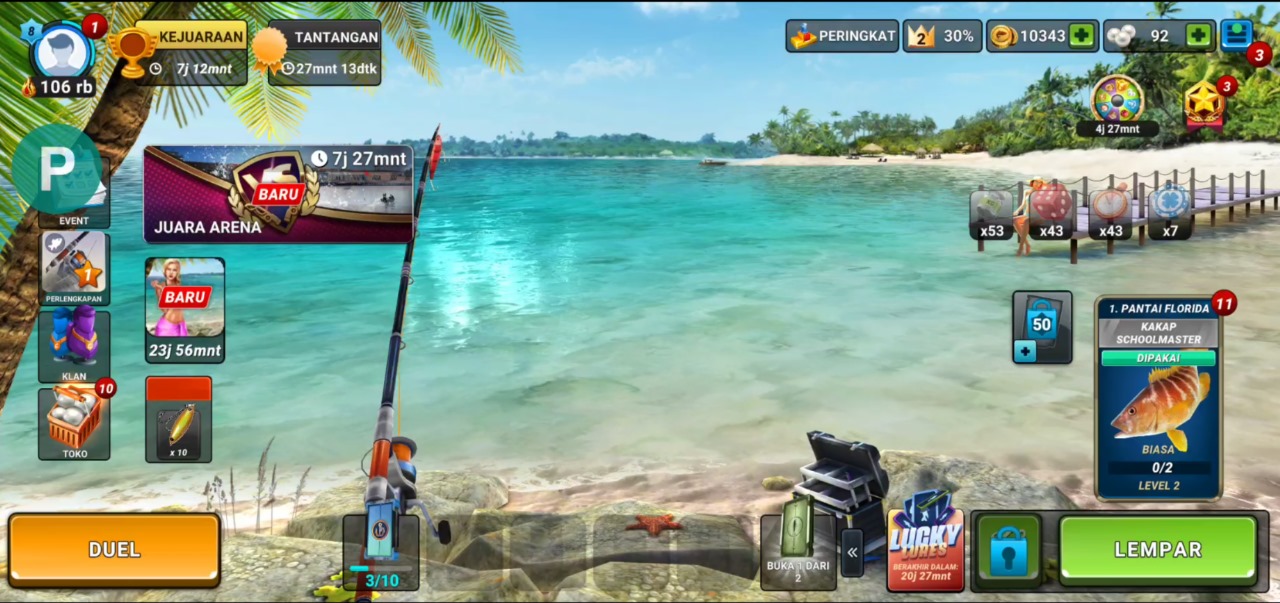 8
1
106 rb
KEJUARAAN
7j 12mnt
TANTANGAN
27mnt 13dtk
PERINGKAT
2
30%
10343
92
3
4j 27mnt
3
P
EVENT
7j 27mnt
BARU
JUARA ARENA
1
PERLENGKAPAN
BARU
23j 56mnt
KLAN
10
TOKO
x 10
x53
x43
x43
x7
50
11
1. PANTAI FLORIDA
KAKAP
SCHOOLMASTER
DIPAKAI
BIASA
0/2
LEVEL 2
DUEL
3/10
BUKA 1 DARI
2
«
LUCKY
LURES
BERAKHIR DALAM:
20j 27mnt
LEMPAR